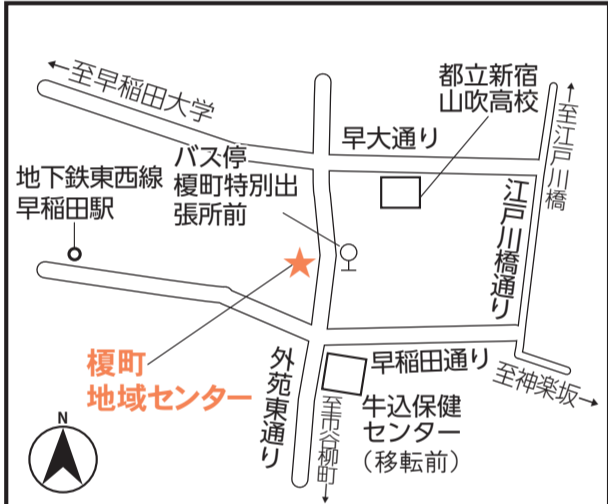 至早稲田大学
都立新宿
山吹高校
至江戸川橋
早大通り
バス停
榎町特別出
張所前
地下鉄東西線
早稲田駅
江戸川橋通り
榎町
地域センター
外苑東通り
早稲田通り
至神楽坂
至市谷柳町
牛込保健
センター
（移転前）
N